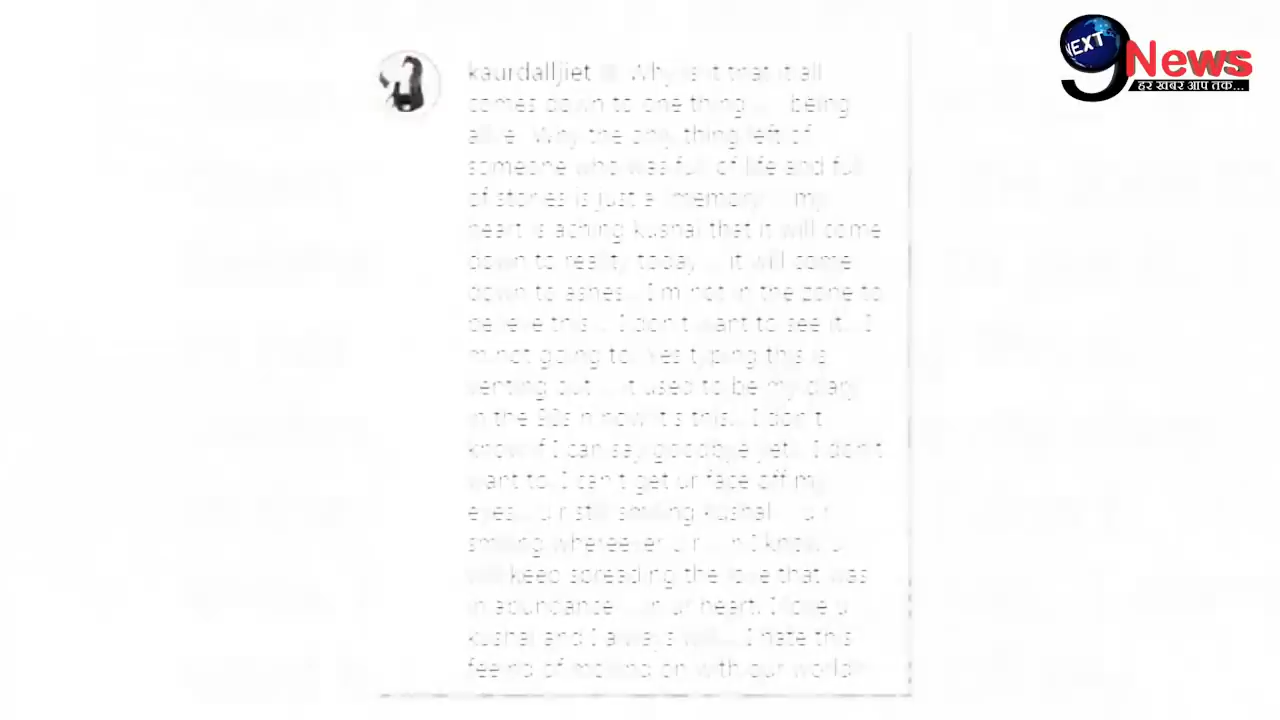 NEXT
9 News
हर खबर आप तक...
kaurdalljiet Why is it that it all
comes down to one thing ... being
alive. Why the only thing left of
someone who was full of life and full
of stories is just a memory ... my
heart is aching kushal that it will come
down to reality today ... it will come
down to ashes... I'm not in the zone to
believe this... I don't want to see it... I
m not going to. Yes typing this is
venting out ... it used to be my diary
in the 90s n now it's this... I don't
know if I can say goodbye yet... I don't
want to. I can't get ur face off my
eyes... U r still smiling Kushal
smiling whereever u r ... n I know u
will keep spreading the love that was
in abundance ... in ur heart. I love u
kushal and I always will... I hate this
feeling of moving on with our world